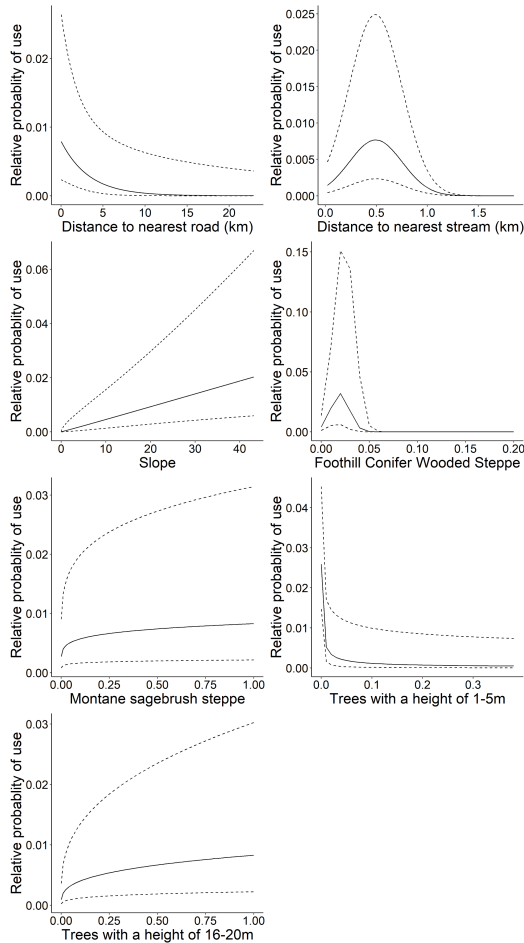 Relative probablity of use
0.02
0.01
0.00
0 5 10 15 20
Distance to nearest road (km)
Relative probablity of use
0.025
0.020
0.015
0.010
0.005
0.000
0.0 0.5 1.0 1.5
Distance to nearest stream (km)
Relative probablity of use
0.06
0.04
0.02
0.00
0 10 20 30 40
Slope
Relative probablity of use
0.15
0.10
0.05
0.00
0.00 0.05 0.10 0.15 0.20
Foothill Conifer Wooded Steppe
Relative probablity of use
0.03
0.02
0.01
0.00
0.00 0.25 0.50 0.75 1.00
Montane sagebrush steppe
Relative probablity of use
0.04
0.03
0.02
0.01
0.00
0.0 0.1 0.2 0.3
Trees with a height of 1-5m
Relative probablity of use
0.03
0.02
0.01
0.00
0.00 0.25 0.50 0.75 1.00
Trees with a height of 16-20m